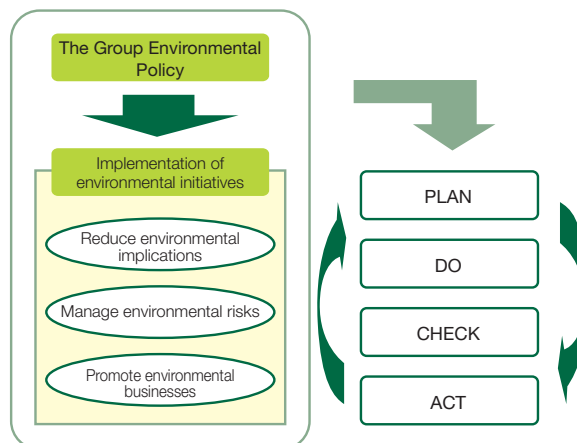 The Group Environmental
Policy
Implementation of
environmental initiatives
Reduce environmental
implications
Manage environmental risks
Promote environmental
businesses
PLAN
DO
CHECK
ACT